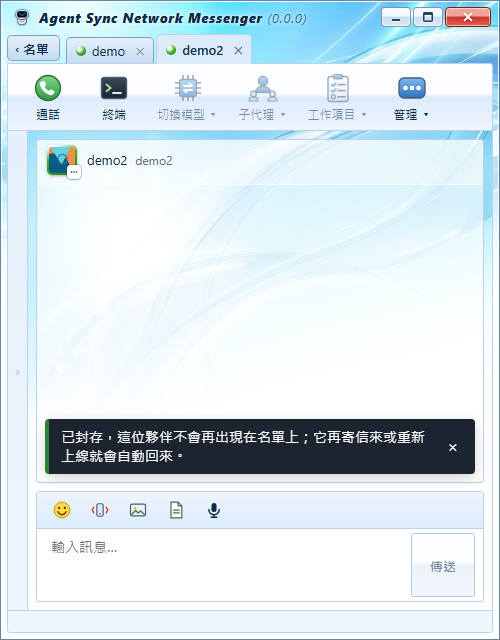 Agent Sync Network Messenger (0.0.0)
‹ 名單
demo
demo2
通話
終端
切換模型
子代理
工作項目
管理
demo2 demo2
已封存，這位夥伴不會再出現在名單上；它再寄信來或重新
上線就會自動回來。
輸入訊息...
傳送